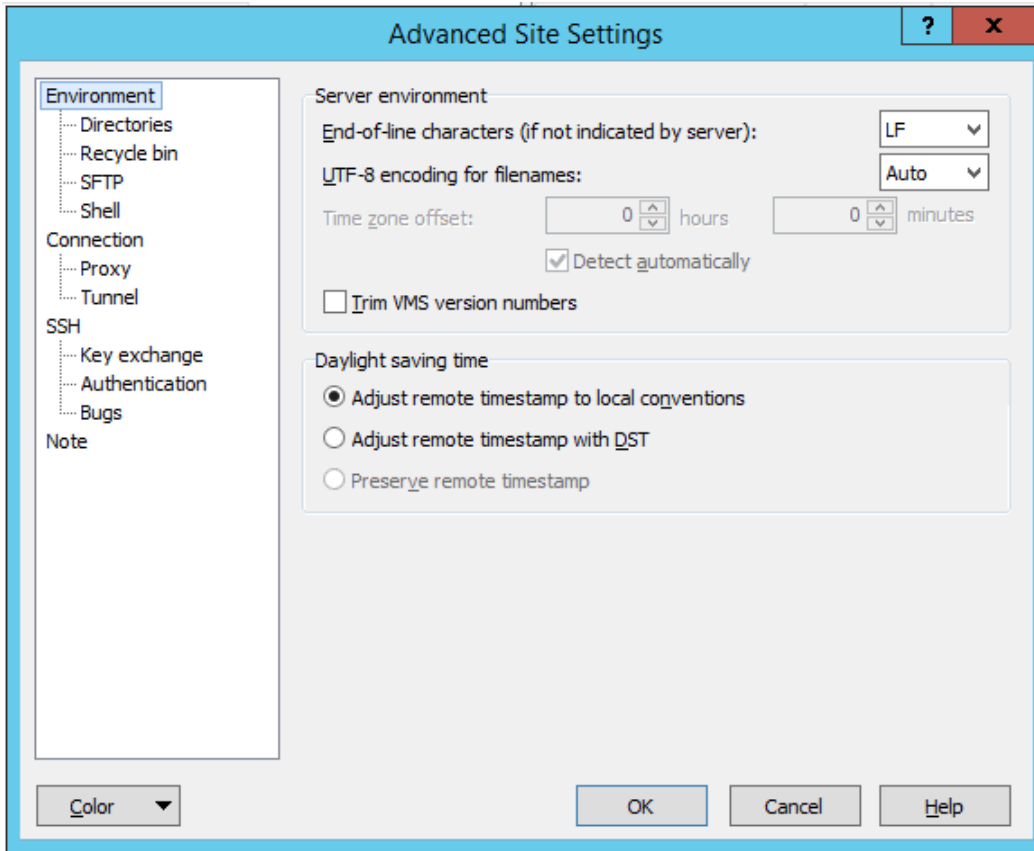 Advanced Site Settings
? x
Environment
Directories
Recycle bin
SFTP
Shell
Connection
Proxy
Tunnel
SSH
Key exchange
Authentication
Bugs
Note
Server environment
End-of-line characters (if not indicated by server): LF
UTF-8 encoding for filenames: Auto
Time zone offset: 0 hours 0 minutes
Detect automatically
Trim VMS version numbers
Daylight saving time
Adjust remote timestamp to local conventions
Adjust remote timestamp with DST
Preserve remote timestamp
Color OK Cancel Help